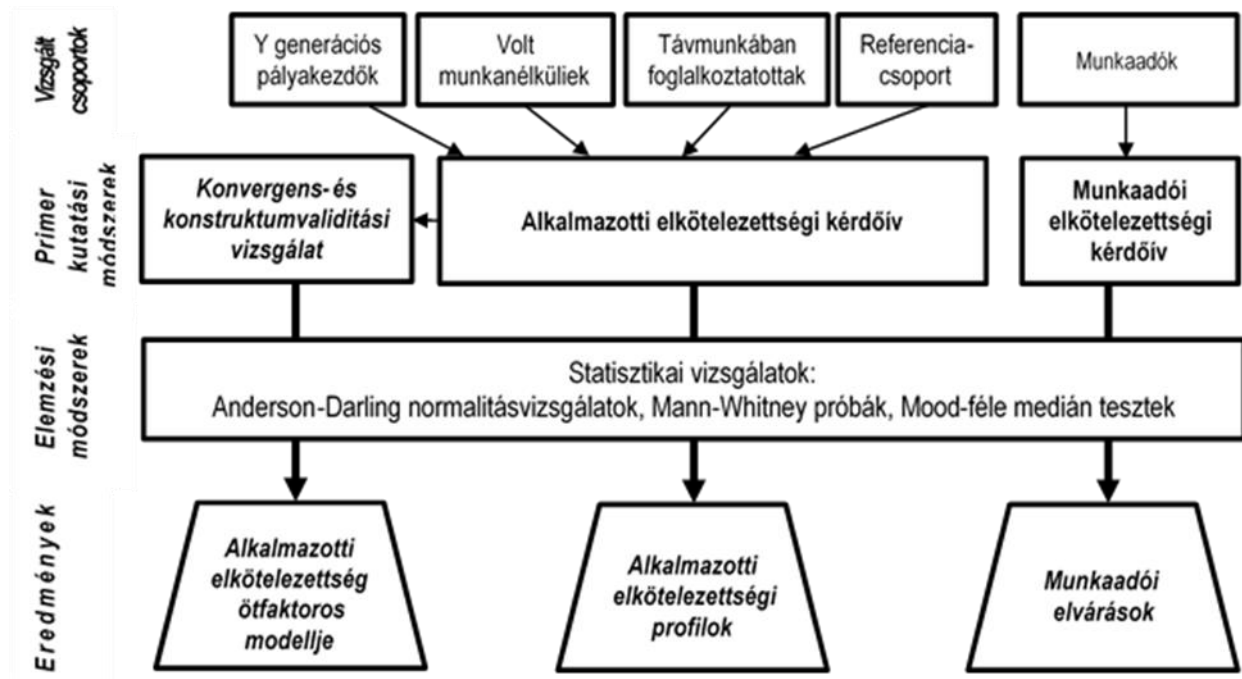 Vizsgált
csoportok
Y generációs
pályakezdők
Volt
munkanélküliek
Távmunkában
foglalkoztatottak
Referencia-
csoport
Munkaadók
Primer
kutatási
módszerek
Konvergens- és
konstruktumvaliditási
vizsgálat
Alkalmazotti elkötelezettségi kérdőív
Munkaadói
elkötelezettségi
kérdőív
Elemzési
módszerek
Statisztikai vizsgálatok:
Anderson-Darling normalitásvizsgálatok, Mann-Whitney próbák, Mood-féle medián tesztek
Eredmények
Alkalmazotti
elkötelezettség
ötfaktoros
modellje
Alkalmazotti
elkötelezettségi
profilok
Munkaadói
elvárások